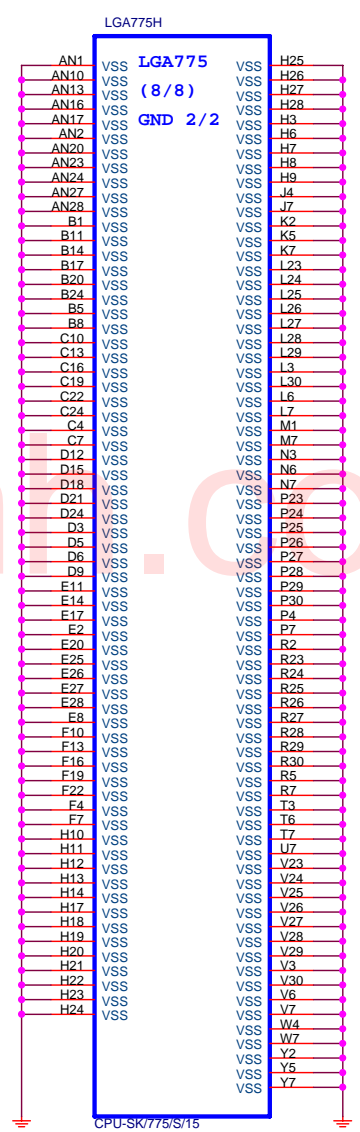 LGA775H
LGA775
(8/8)
GND 2/2
AN1 VSS VSS H25
AN10 VSS VSS H26
AN13 VSS VSS H27
AN16 VSS VSS H28
AN17 VSS VSS H3
AN2 VSS VSS H6
AN20 VSS VSS H7
AN23 VSS VSS H8
AN24 VSS VSS H9
AN27 VSS VSS J4
AN28 VSS VSS J7
B1 VSS VSS K2
B11 VSS VSS K5
B14 VSS VSS K7
B17 VSS VSS L23
B20 VSS VSS L24
B24 VSS VSS L25
B5 VSS VSS L26
B8 VSS VSS L27
C10 VSS VSS L28
C13 VSS VSS L29
C16 VSS VSS L3
C19 VSS VSS L30
C22 VSS VSS L6
C24 VSS VSS L7
C4 VSS VSS M1
C7 VSS VSS M7
D12 VSS VSS N3
D15 VSS VSS N6
D18 VSS VSS N7
D21 VSS VSS P23
D24 VSS VSS P24
D3 VSS VSS P25
D5 VSS VSS P26
D6 VSS VSS P27
D9 VSS VSS P28
E11 VSS VSS P29
E14 VSS VSS P30
E17 VSS VSS P4
E2 VSS VSS P7
E20 VSS VSS R2
E25 VSS VSS R23
E26 VSS VSS R24
E27 VSS VSS R25
E28 VSS VSS R26
E8 VSS VSS R27
F10 VSS VSS R28
F13 VSS VSS R29
F16 VSS VSS R30
F19 VSS VSS R5
F22 VSS VSS R7
F4 VSS VSS T3
F7 VSS VSS T6
H10 VSS VSS T7
H11 VSS VSS U7
H12 VSS VSS V23
H13 VSS VSS V24
H14 VSS VSS V25
H17 VSS VSS V26
H18 VSS VSS V27
H19 VSS VSS V28
H20 VSS VSS V29
H21 VSS VSS V3
H22 VSS VSS V30
H23 VSS VSS V6
H24 VSS VSS V7
VSS W4
VSS W7
VSS Y2
VSS Y5
VSS Y7
CPU-SK/775/S/15